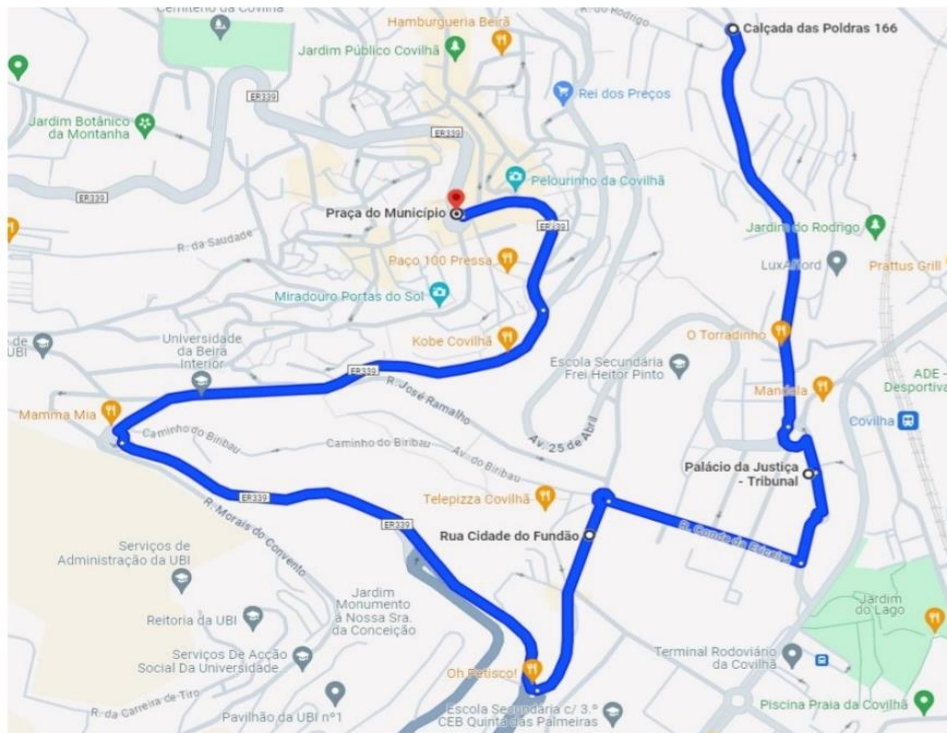 Cemitério da Covilhã
Hamburgueria Beirã
R. do Rodrigo
Calçada das Poldras 166
Jardim Público Covilhã
ER339
Rei dos Preços
Jardim Botânico
da Montanha
ER339
ER339
Pelourinho da Covilhã
Praça do Município
ER339
Jardim do Rodrigo
R. da Saudade
Paço 100 Pressa
Prattus Grill
Miradouro Portas do Sol
O Torradinho
Universidade
da Beira
Interior
Kobe Covilhã
de
UBI
Escola Secundária
Frei Heitor Pinto
ER339
ADE -
Desportiva
R. José Ramalho
Mandala
Mamma Mia
Av. 25 de Abril
Covilhã
Caminho do Biribau
Caminho do Biribau
Av. do Biribau
Palácio da Justiça
- Tribunal
ER339
Telepizza Covilhã
R. Morais do Convento
ER339
Rua Cidade do Fundão
R. Conde da Ericeira
Serviços de
Administração da UBI
Jardim
Monumento
à Nossa Sra.
da Conceição
Jardim
do Lago
Reitoria da UBI
Serviços De Acção
Social Da Universidade
Terminal Rodoviário
da Covilhã
Oh Petisco!
R. da Calreira de Tiro
Pavilhão da UBI nº1
Escola Secundária c/ 3.º
CEB Quinta das Palmeiras
Piscina Praia da Covilhã